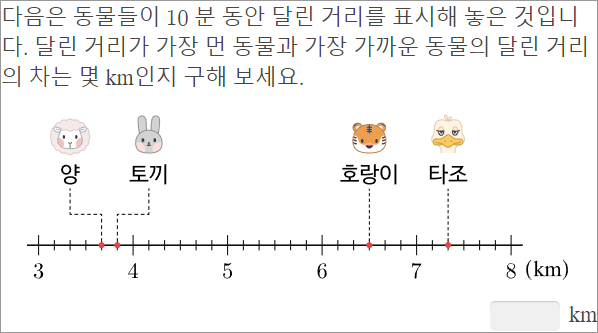 다음은 동물들이 10 분 동안 달린 거리를 표시해 놓은 것입니
다. 달린 거리가 가장 먼 동물과 가장 가까운 동물의 달린 거리
의 차는 몇 km인지 구해 보세요.
양 토끼 호랑이 타조
3 4 5 6 7 8 (km)
km